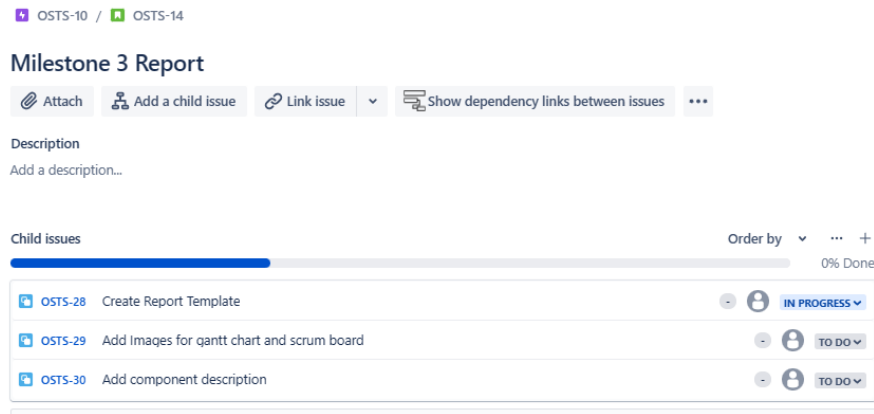 OSTS-10 / OSTS-14
Milestone 3 Report
Attach Add a child issue Link issue Show dependency links between issues •••
Description
Add a description...
Child issues Order by ••• +
0% Done
OSTS-28 Create Report Template - IN PROGRESS
OSTS-29 Add Images for qantt chart and scrum board - TO DO
OSTS-30 Add component description - TO DO